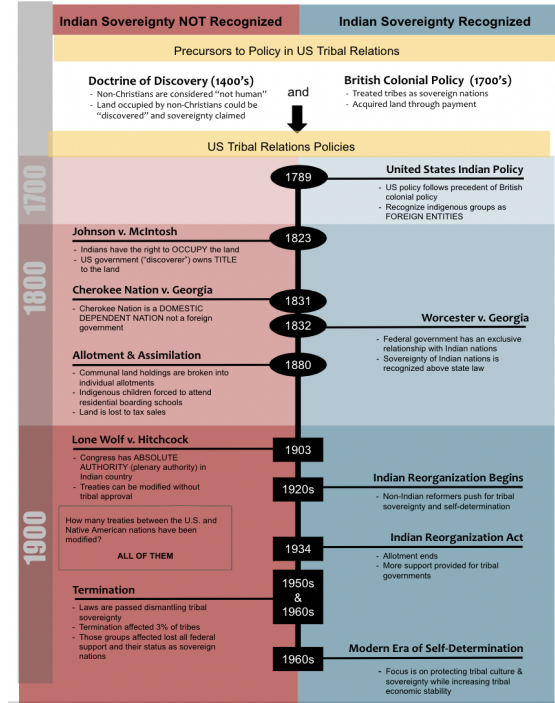 Indian Sovereignty NOT Recognized
Indian Sovereignty Recognized
Precursors to Policy in US Tribal Relations
Doctrine of Discovery (1400's)
- Non-Christians are considered "not human"
- Land occupied by non-Christians could be
"discovered" and sovereignty claimed
and
British Colonial Policy (1700's)
- Treated tribes as sovereign nations
- Acquired land through payment
US Tribal Relations Policies
1700
1789
United States Indian Policy
- US policy follows precedent of British
colonial policy
- Recognize indigenous groups as
FOREIGN ENTITIES
1800
Johnson v. McIntosh
1823
- Indians have the right to OCCUPY the land
- US government ("discoverer") owns TITLE
to the land
Cherokee Nation v. Georgia
1831
- Cherokee Nation is a DOMESTIC
DEPENDENT NATION not a foreign
government
1832
Worcester v. Georgia
- Federal government has an exclusive
relationship with Indian nations
- Sovereignty of Indian nations is
recognized above state law
Allotment & Assimilation
1880
- Communal land holdings are broken into
individual allotments
- Indigenous children forced to attend
residential boarding schools
- Land is lost to tax sales
1900
Lone Wolf v. Hitchcock
1903
- Congress has ABSOLUTE
AUTHORITY (plenary authority) in
Indian country
- Treaties can be modified without
tribal approval
1920s
Indian Reorganization Begins
- Non-Indian reformers push for tribal
sovereignty and self-determination
How many treaties between the U.S. and
Native American nations have been
modified?
ALL OF THEM
1934
Indian Reorganization Act
- Allotment ends
- More support provided for tribal
governments
Termination
1950s
&
1960s
- Laws are passed dismantling tribal
sovereignty
- Termination affected 3% of tribes
- Those groups affected lost all federal
support and their status as sovereign
nations
1960s
Modern Era of Self-Determination
- Focus is on protecting tribal culture &
sovereignty while increasing tribal
economic stability